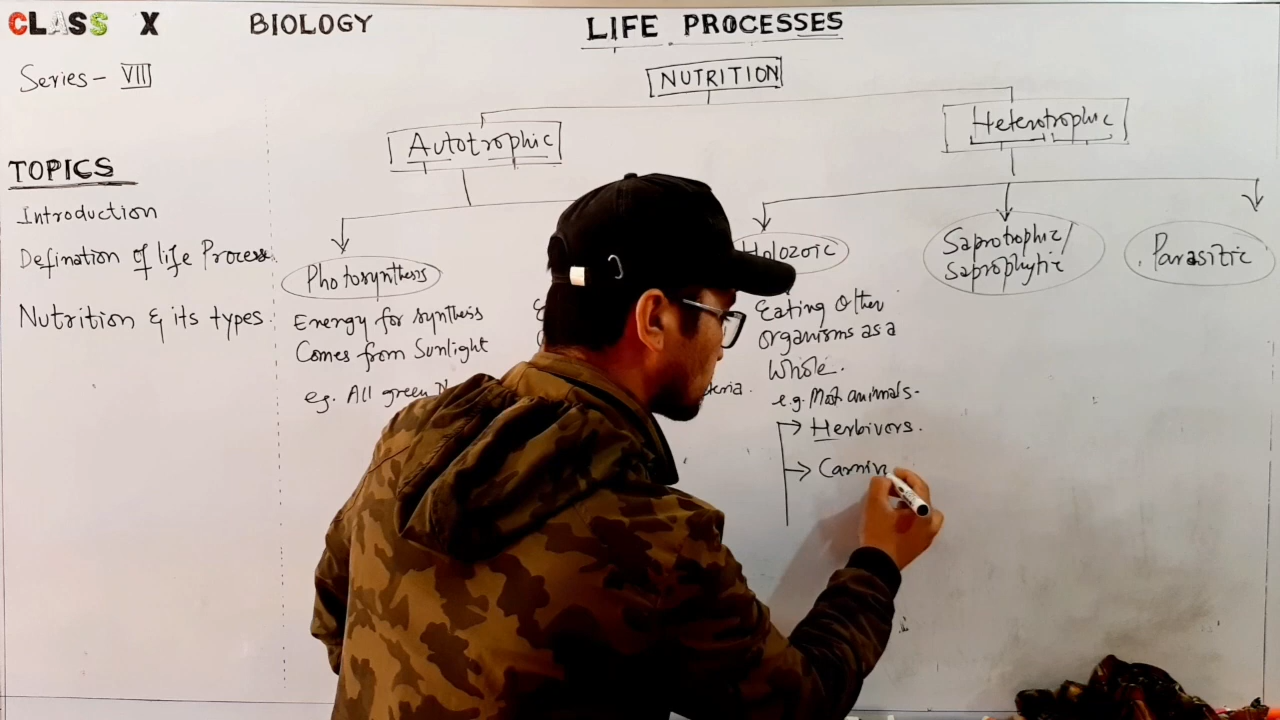 CLASS X BIOLOGY LIFE PROCESSES
Series - VII
NUTRITION
Autotrophic
Heterotrophic
TOPICS
Introduction
Defination of life Process.
Nutrition & its types.
Photosynthesis
Energy for synthesis
Comes from Sunlight
eg. All green
Holozoic
Eating Other
organisms as a
Whole.
e.g. Most animals.
→ Herbivors.
→ Carniv
Saprotrophic/
Saprophytic
Parasitic